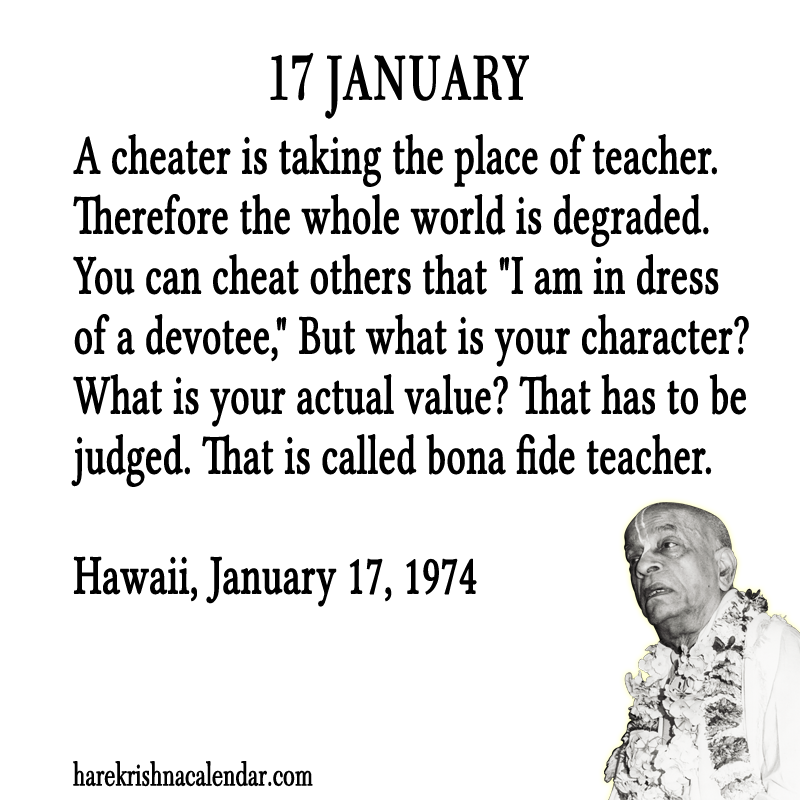 17 JANUARY
A cheater is taking the place of teacher.
Therefore the whole world is degraded.
You can cheat others that "I am in dress
of a devotee," But what is your character?
What is your actual value? That has to be
judged. That is called bona fide teacher.
Hawaii, January 17, 1974
harekrishnacalendar.com